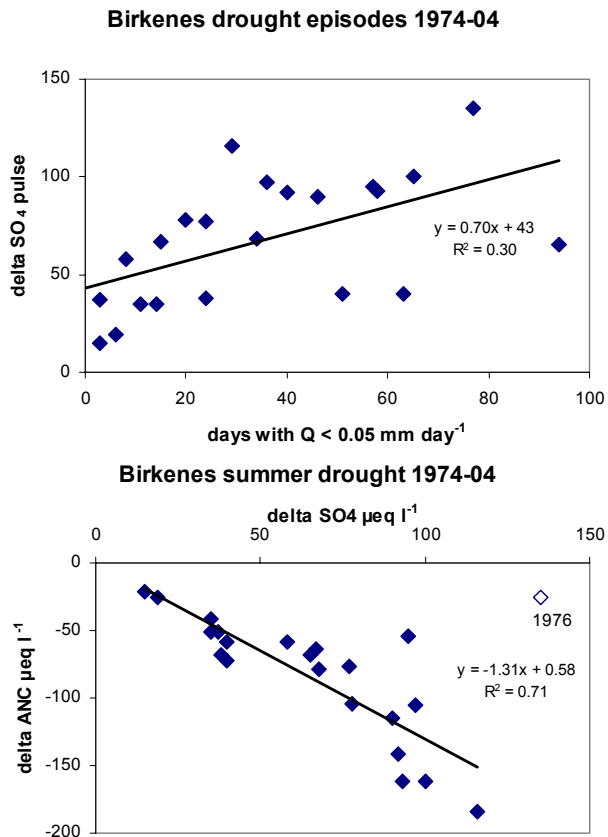 Birkenes drought episodes 1974-04
150
100
50
0
delta SO₄ pulse
y = 0.70x + 43
R² = 0.30
0 20 40 60 80 100
days with Q < 0.05 mm day⁻¹
Birkenes summer drought 1974-04
delta SO4 µeq l⁻¹
0 50 100 150
0
-50
-100
-150
-200
delta ANC µeq l⁻¹
1976
y = -1.31x + 0.58
R² = 0.71